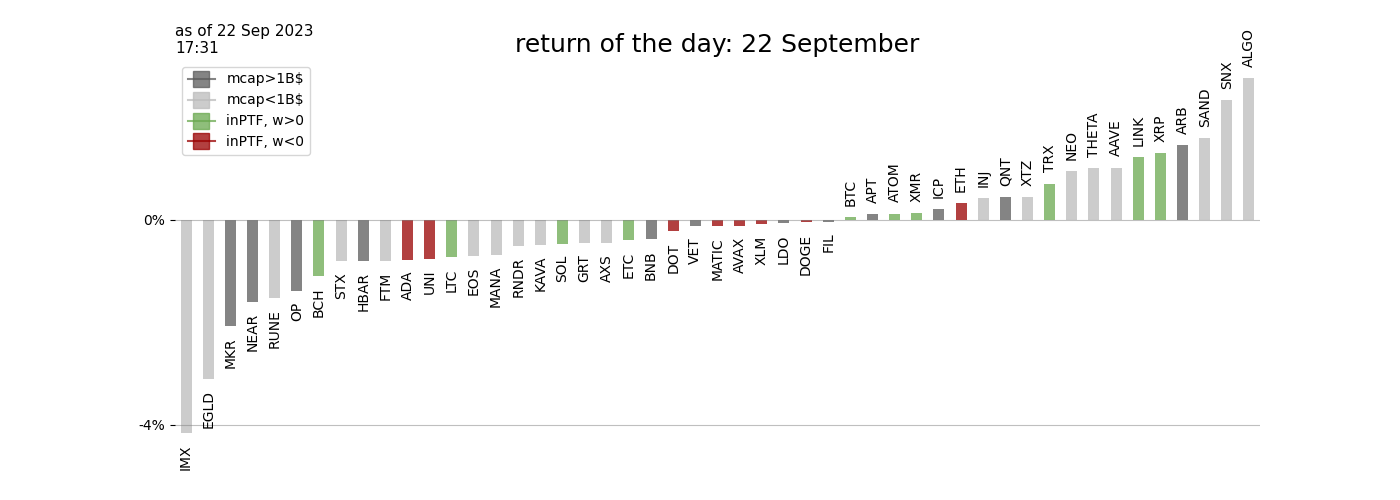 as of 22 Sep 2023
17:31
return of the day: 22 September
mcap>1B$
mcap<1B$
inPTF, w>0
inPTF, w<0
0%
-4%
IMX
EGLD
MKR
NEAR
RUNE
OP
BCH
STX
HBAR
FTM
ADA
UNI
LTC
EOS
MANA
RNDR
KAVA
SOL
GRT
AXS
ETC
BNB
DOT
VET
MATIC
AVAX
XLM
LDO
DOGE
FIL
BTC
APT
ATOM
XMR
ICP
ETH
INJ
QNT
XTZ
TRX
NEO
THETA
AAVE
LINK
XRP
ARB
SAND
SNX
ALGO